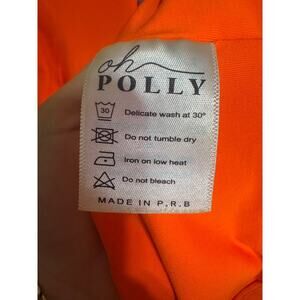 oh
POLLY
30
Delicate wash at 30°
Do not tumble dry
Iron on low heat
Do not bleach
MADE IN P.R.B